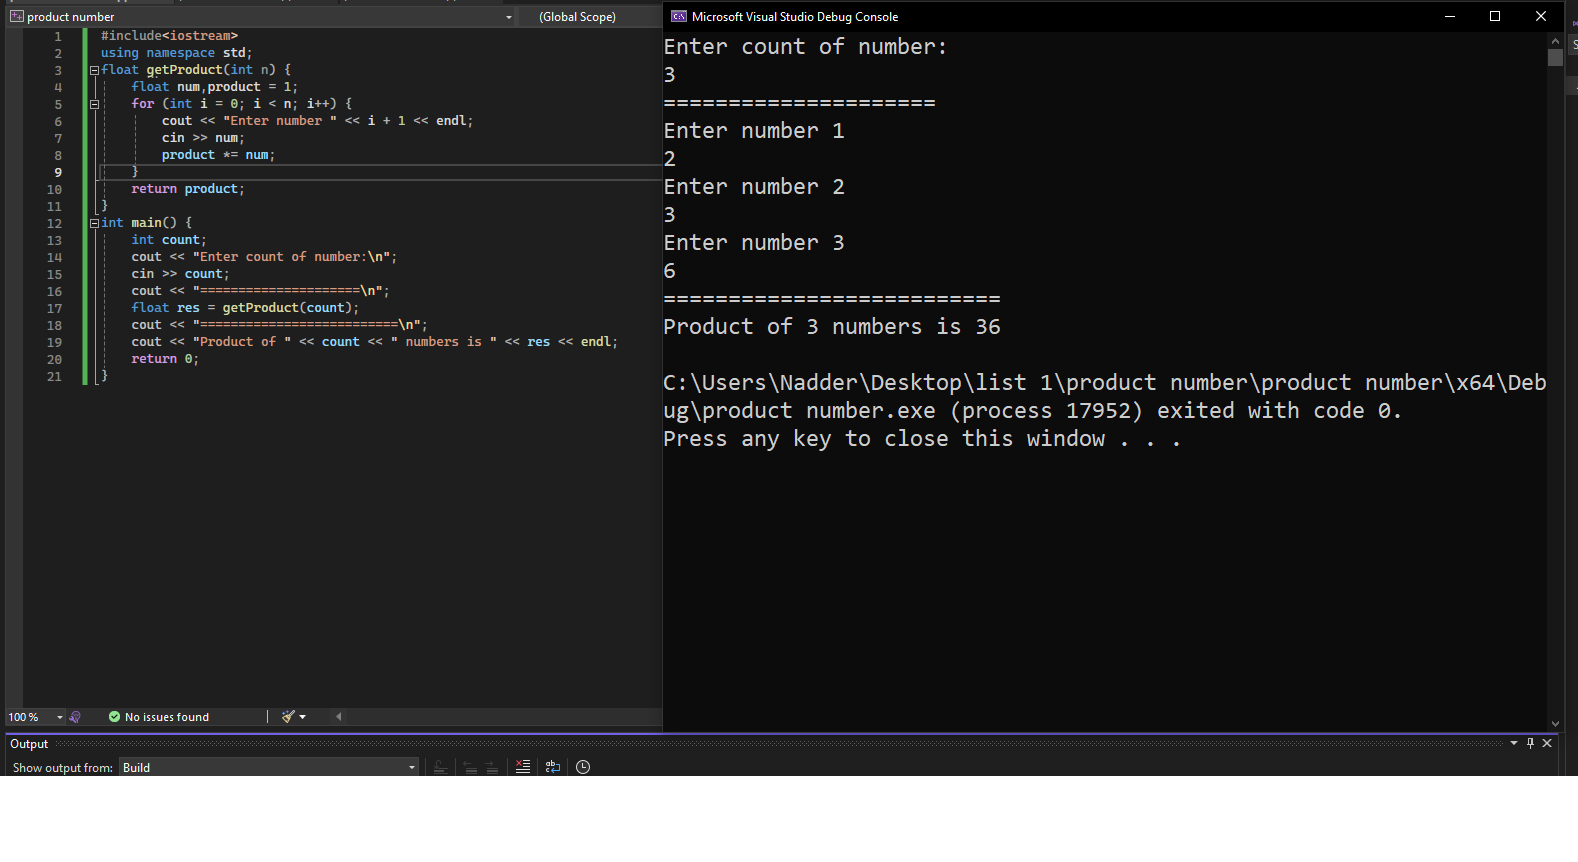 product number
(Global Scope)
1 #include<iostream>
2 using namespace std;
3 float getProduct(int n) {
4 float num,product = 1;
5 for (int i = 0; i < n; i++) {
6 cout << "Enter number " << i + 1 << endl;
7 cin >> num;
8 product *= num;
9 }
10 return product;
11 }
12 int main() {
13 int count;
14 cout << "Enter count of number:\n";
15 cin >> count;
16 cout << "=====================\n";
17 float res = getProduct(count);
18 cout << "==========================\n";
19 cout << "Product of " << count << " numbers is " << res << endl;
20 return 0;
21 }
100 %
No issues found
Microsoft Visual Studio Debug Console
Enter count of number:
3
=====================
Enter number 1
2
Enter number 2
3
Enter number 3
6
==========================
Product of 3 numbers is 36
C:\Users\Nadder\Desktop\list 1\product number\product number\x64\Deb
ug\product number.exe (process 17952) exited with code 0.
Press any key to close this window . . .
Output
Show output from: Build